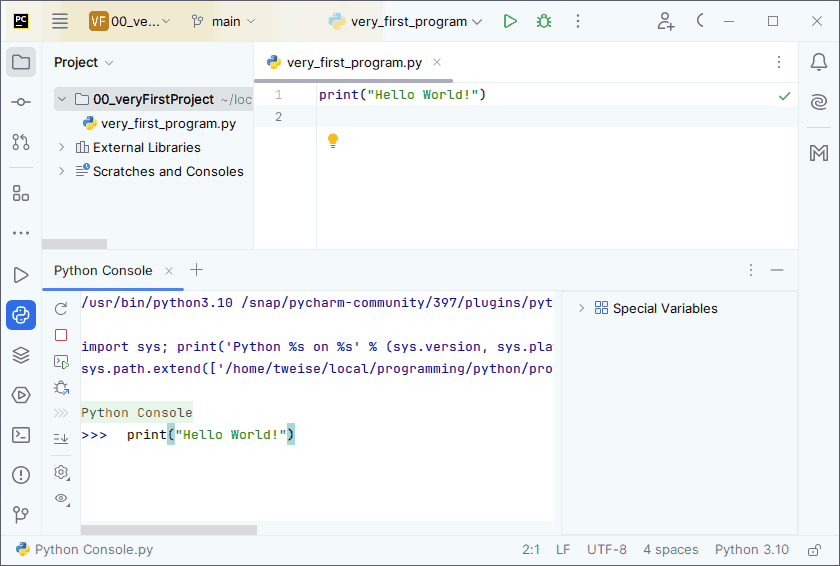 PC VF 00_ve... main very_first_program
Project
very_first_program.py
00_veryFirstProject ~/loc
very_first_program.py
External Libraries
Scratches and Consoles
1 print("Hello World!")
2
Python Console
/usr/bin/python3.10 /snap/pycharm-community/397/plugins/pyt
import sys; print('Python %s on %s' % (sys.version, sys.pla
sys.path.extend(['/home/tweise/local/programming/python/pro
Python Console
>>> print("Hello World!")
Special Variables
Python Console.py 2:1 LF UTF-8 4 spaces Python 3.10